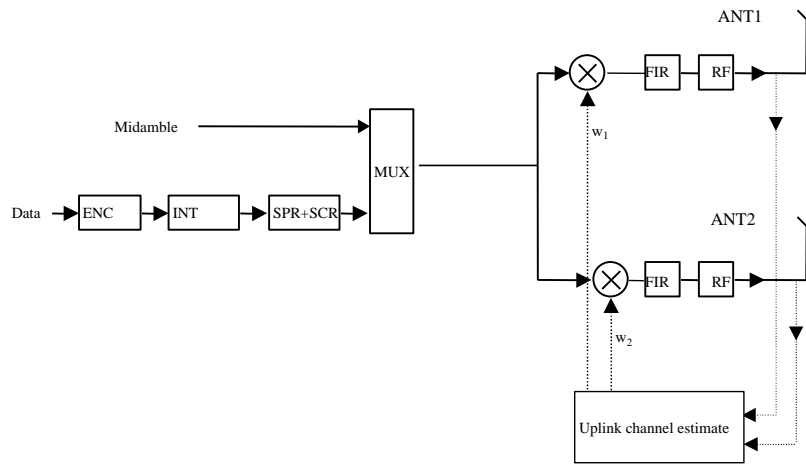 ANT1
FIR
RF
w1
Midamble
MUX
Data
ENC
INT
SPR+SCR
ANT2
FIR
RF
w2
Uplink channel estimate